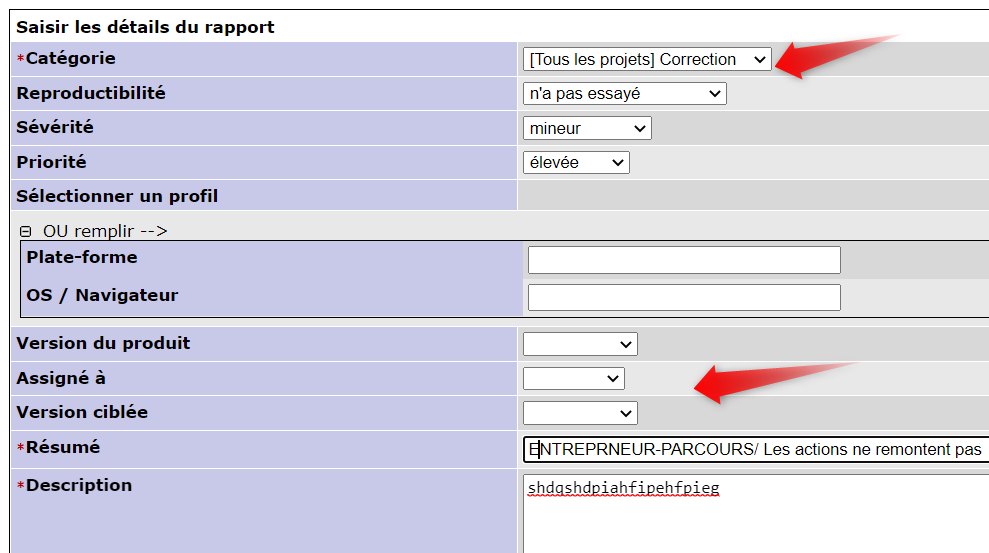 Saisir les détails du rapport
*Catégorie [Tous les projets] Correction
Reproductibilité n'a pas essayé
Sévérité mineur
Priorité élevée
Sélectionner un profil
OU remplir -->
Plate-forme
OS / Navigateur
Version du produit
Assigné à
Version ciblée
*Résumé ENTREPRNEUR-PARCOURS/ Les actions ne remontent pas
*Description shdqshdpiahfipehfpieg